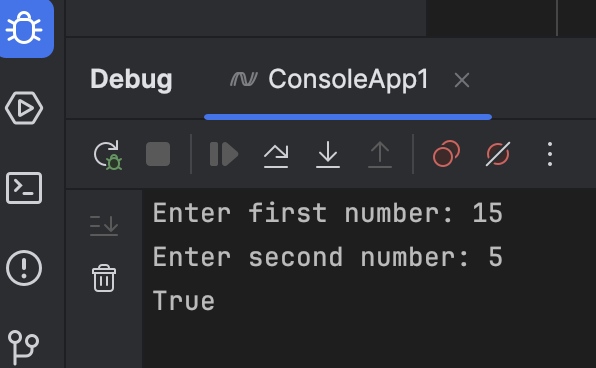 Debug
ConsoleApp1
Enter first number: 15
Enter second number: 5
True